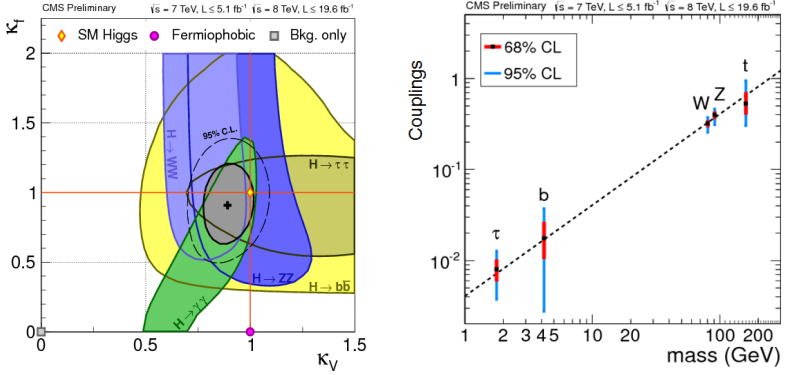 CMS Preliminary √s = 7 TeV, L ≤ 5.1 fb⁻¹ √s = 8 TeV, L ≤ 19.6 fb⁻¹
κf
SM Higgs Fermiophobic Bkg. only
2
1.5
1
0.5
0
95% C.L.
H→WW
H→ττ
H→ZZ
H→bb̄
H→γγ
0 0.5 1 1.5
κV
CMS Preliminary √s = 7 TeV, L ≤ 5.1 fb⁻¹ √s = 8 TeV, L ≤ 19.6 fb⁻¹
Couplings
68% CL
95% CL
1
10⁻¹
10⁻²
τ
b
W
Z
t
1 2 3 4 5 10 20 100 200
mass (GeV)